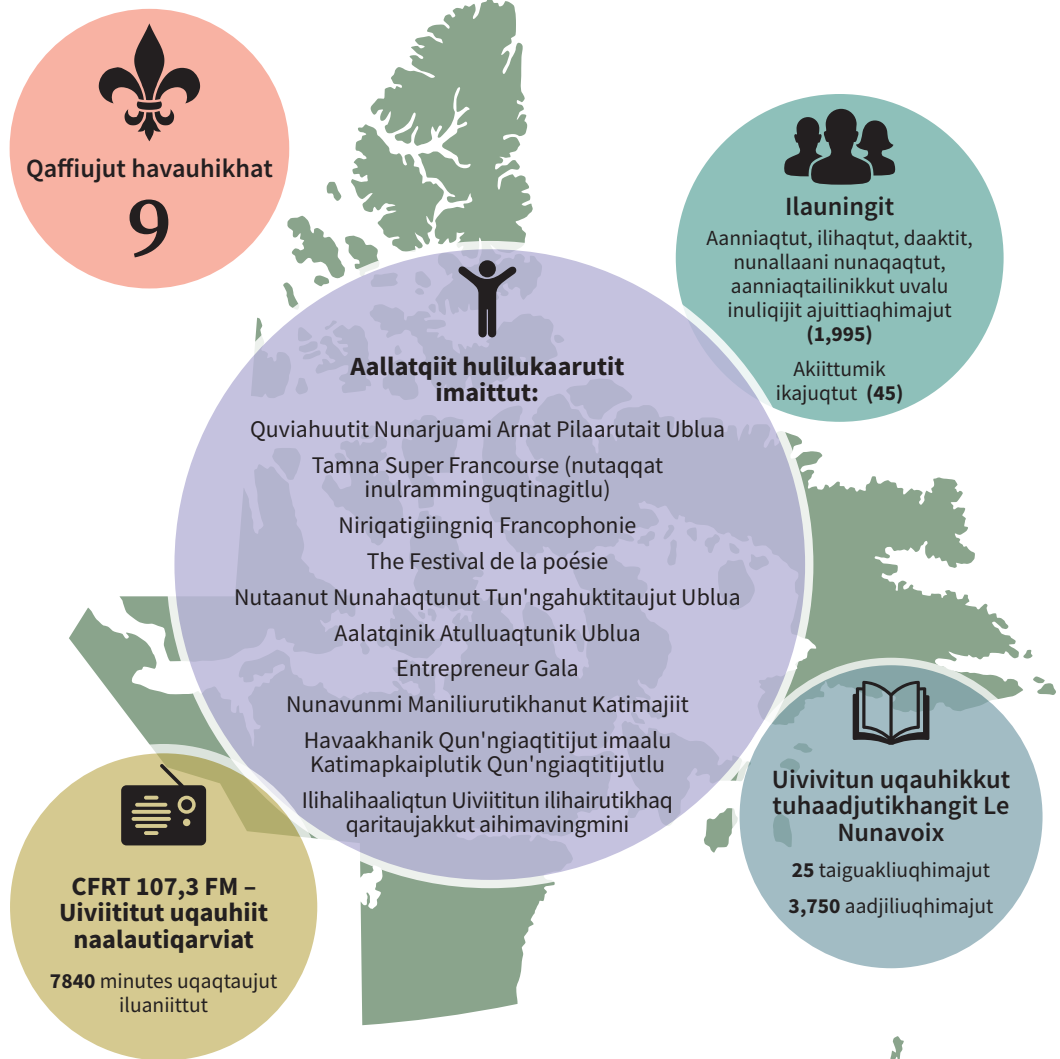 Qaffiujut havauhikhat
9
Ilauningit
Aanniaqtut, ilihaqtut, daaktit,
nunallaani nunaqaqtut,
aanniaqtailinikkut uvalu
inuliqijit ajuittiaqhimajut
(1,995)
Akiittumik
ikajuqtut (45)
Aallatqiit hulilukaarutit
imaittut:
Quviahuutit Nunarjuami Arnat Pilaarutait Ublua
Tamna Super Francourse (nutaqqat
inulramminguqtinagitlu)
Niriqatigiingniq Francophonie
The Festival de la poésie
Nutaanut Nunahaqtunut Tun'ngahuktitaujut Ublua
Aalatqinik Atulluaqtunik Ublua
Entrepreneur Gala
Nunavunmi Maniliurutikhanut Katimajiit
Havaakhanik Qun'ngiaqtitijut imaalu
Katimapkaiplutik Qun'ngiaqtitijutlu
Ilihalihaaliqtun Uiviititun ilihairutikhaq
qaritaujakkut aihimavingmini
Uivivitun uqauhikkut
tuhaadjutikhangit Le
Nunavoix
25 taiguakliuqhimajut
3,750 aadjiliuqhimajut
CFRT 107,3 FM –
Uiviititut uqauhiit
naalautiqarviat
7840 minutes uqaqtaujut
iluaniittut